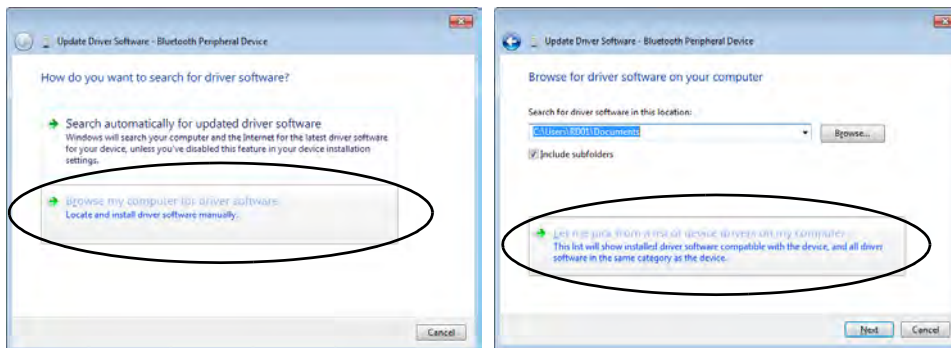 Update Driver Software - Bluetooth Peripheral Device
How do you want to search for driver software?
Search automatically for updated driver software
Windows will search your computer and the Internet for the latest driver software
for your device, unless you've disabled this feature in your device installation
settings.
Browse my computer for driver software
Locate and install driver software manually.
Cancel
Update Driver Software - Bluetooth Peripheral Device
Browse for driver software on your computer
Search for driver software in this location:
Browse...
Include subfolders
Let me pick from a list of device drivers on my computer
This list will show installed driver software compatible with the device, and all driver
software in the same category as the device.
Next
Cancel